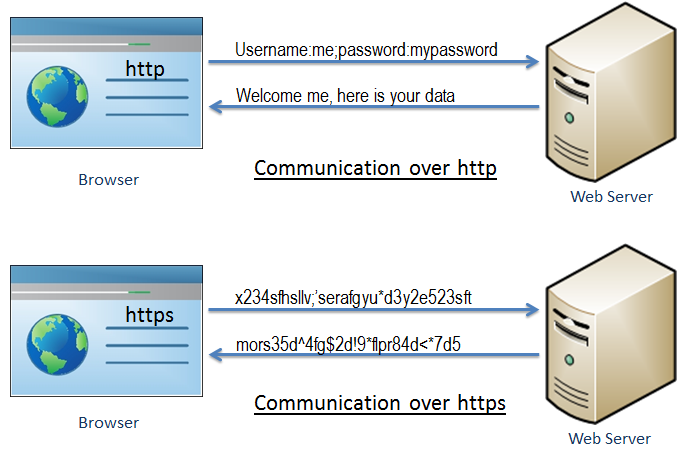 http
Username:me;password:mypassword
Welcome me, here is your data
Communication over http
Browser
Web Server
https
x234sfhsllv;’serafgyu*d3y2e523sft
mors35d^4fg$2d!9*flpr84d<*7d5
Communication over https
Browser
Web Server